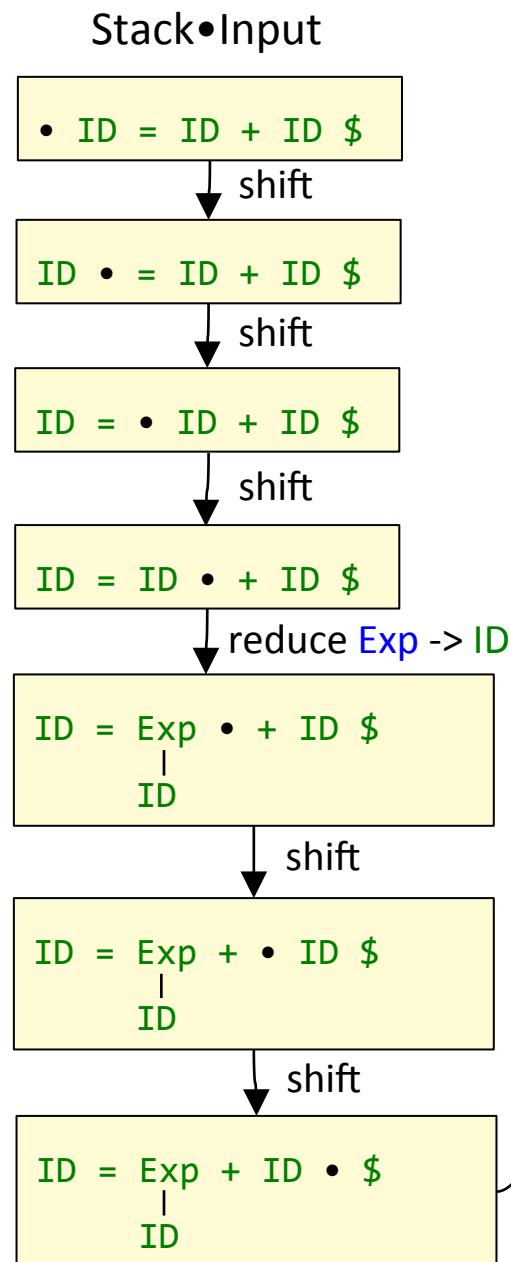 Stack•Input
• ID = ID + ID $
shift
ID • = ID + ID $
shift
ID = • ID + ID $
shift
ID = ID • + ID $
reduce Exp -> ID
ID = Exp • + ID $
ID
shift
ID = Exp + • ID $
ID
shift
ID = Exp + ID • $
ID